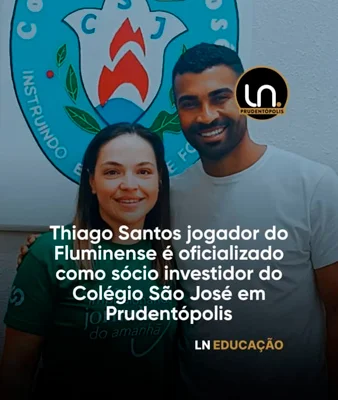 C S J
INSTRUINDO
LN
PRUDENTÓPOLIS
do amanhã
Thiago Santos jogador do
Fluminense é oficializado
como sócio investidor do
Colégio São José em
Prudentópolis
LN EDUCAÇÃO